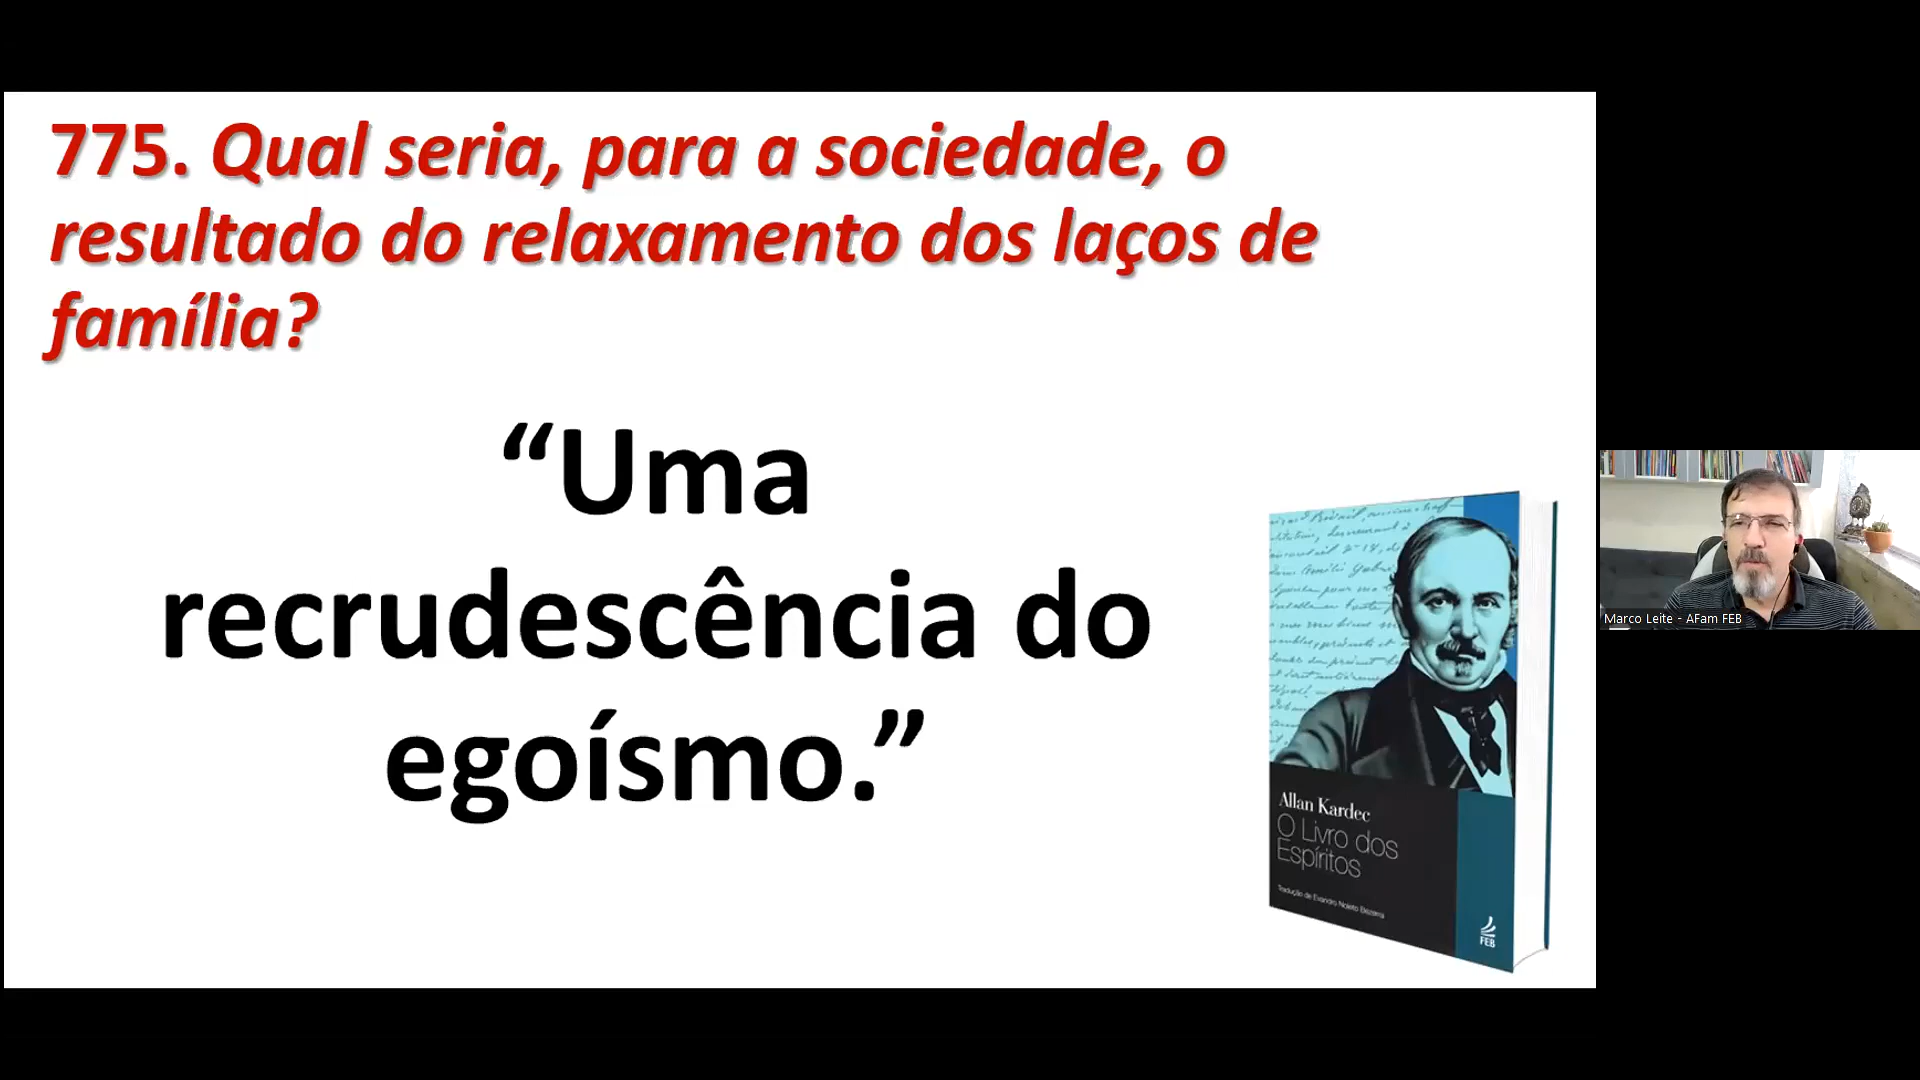 775. Qual seria, para a sociedade, o
resultado do relaxamento dos laços de
família?
“Uma
recrudescência do
egoísmo.”
Allan Kardec
O Livro dos
Espíritos
Tradução de Evandro Noleto Bezerra
FEB
Marco Leite - AFam FEB